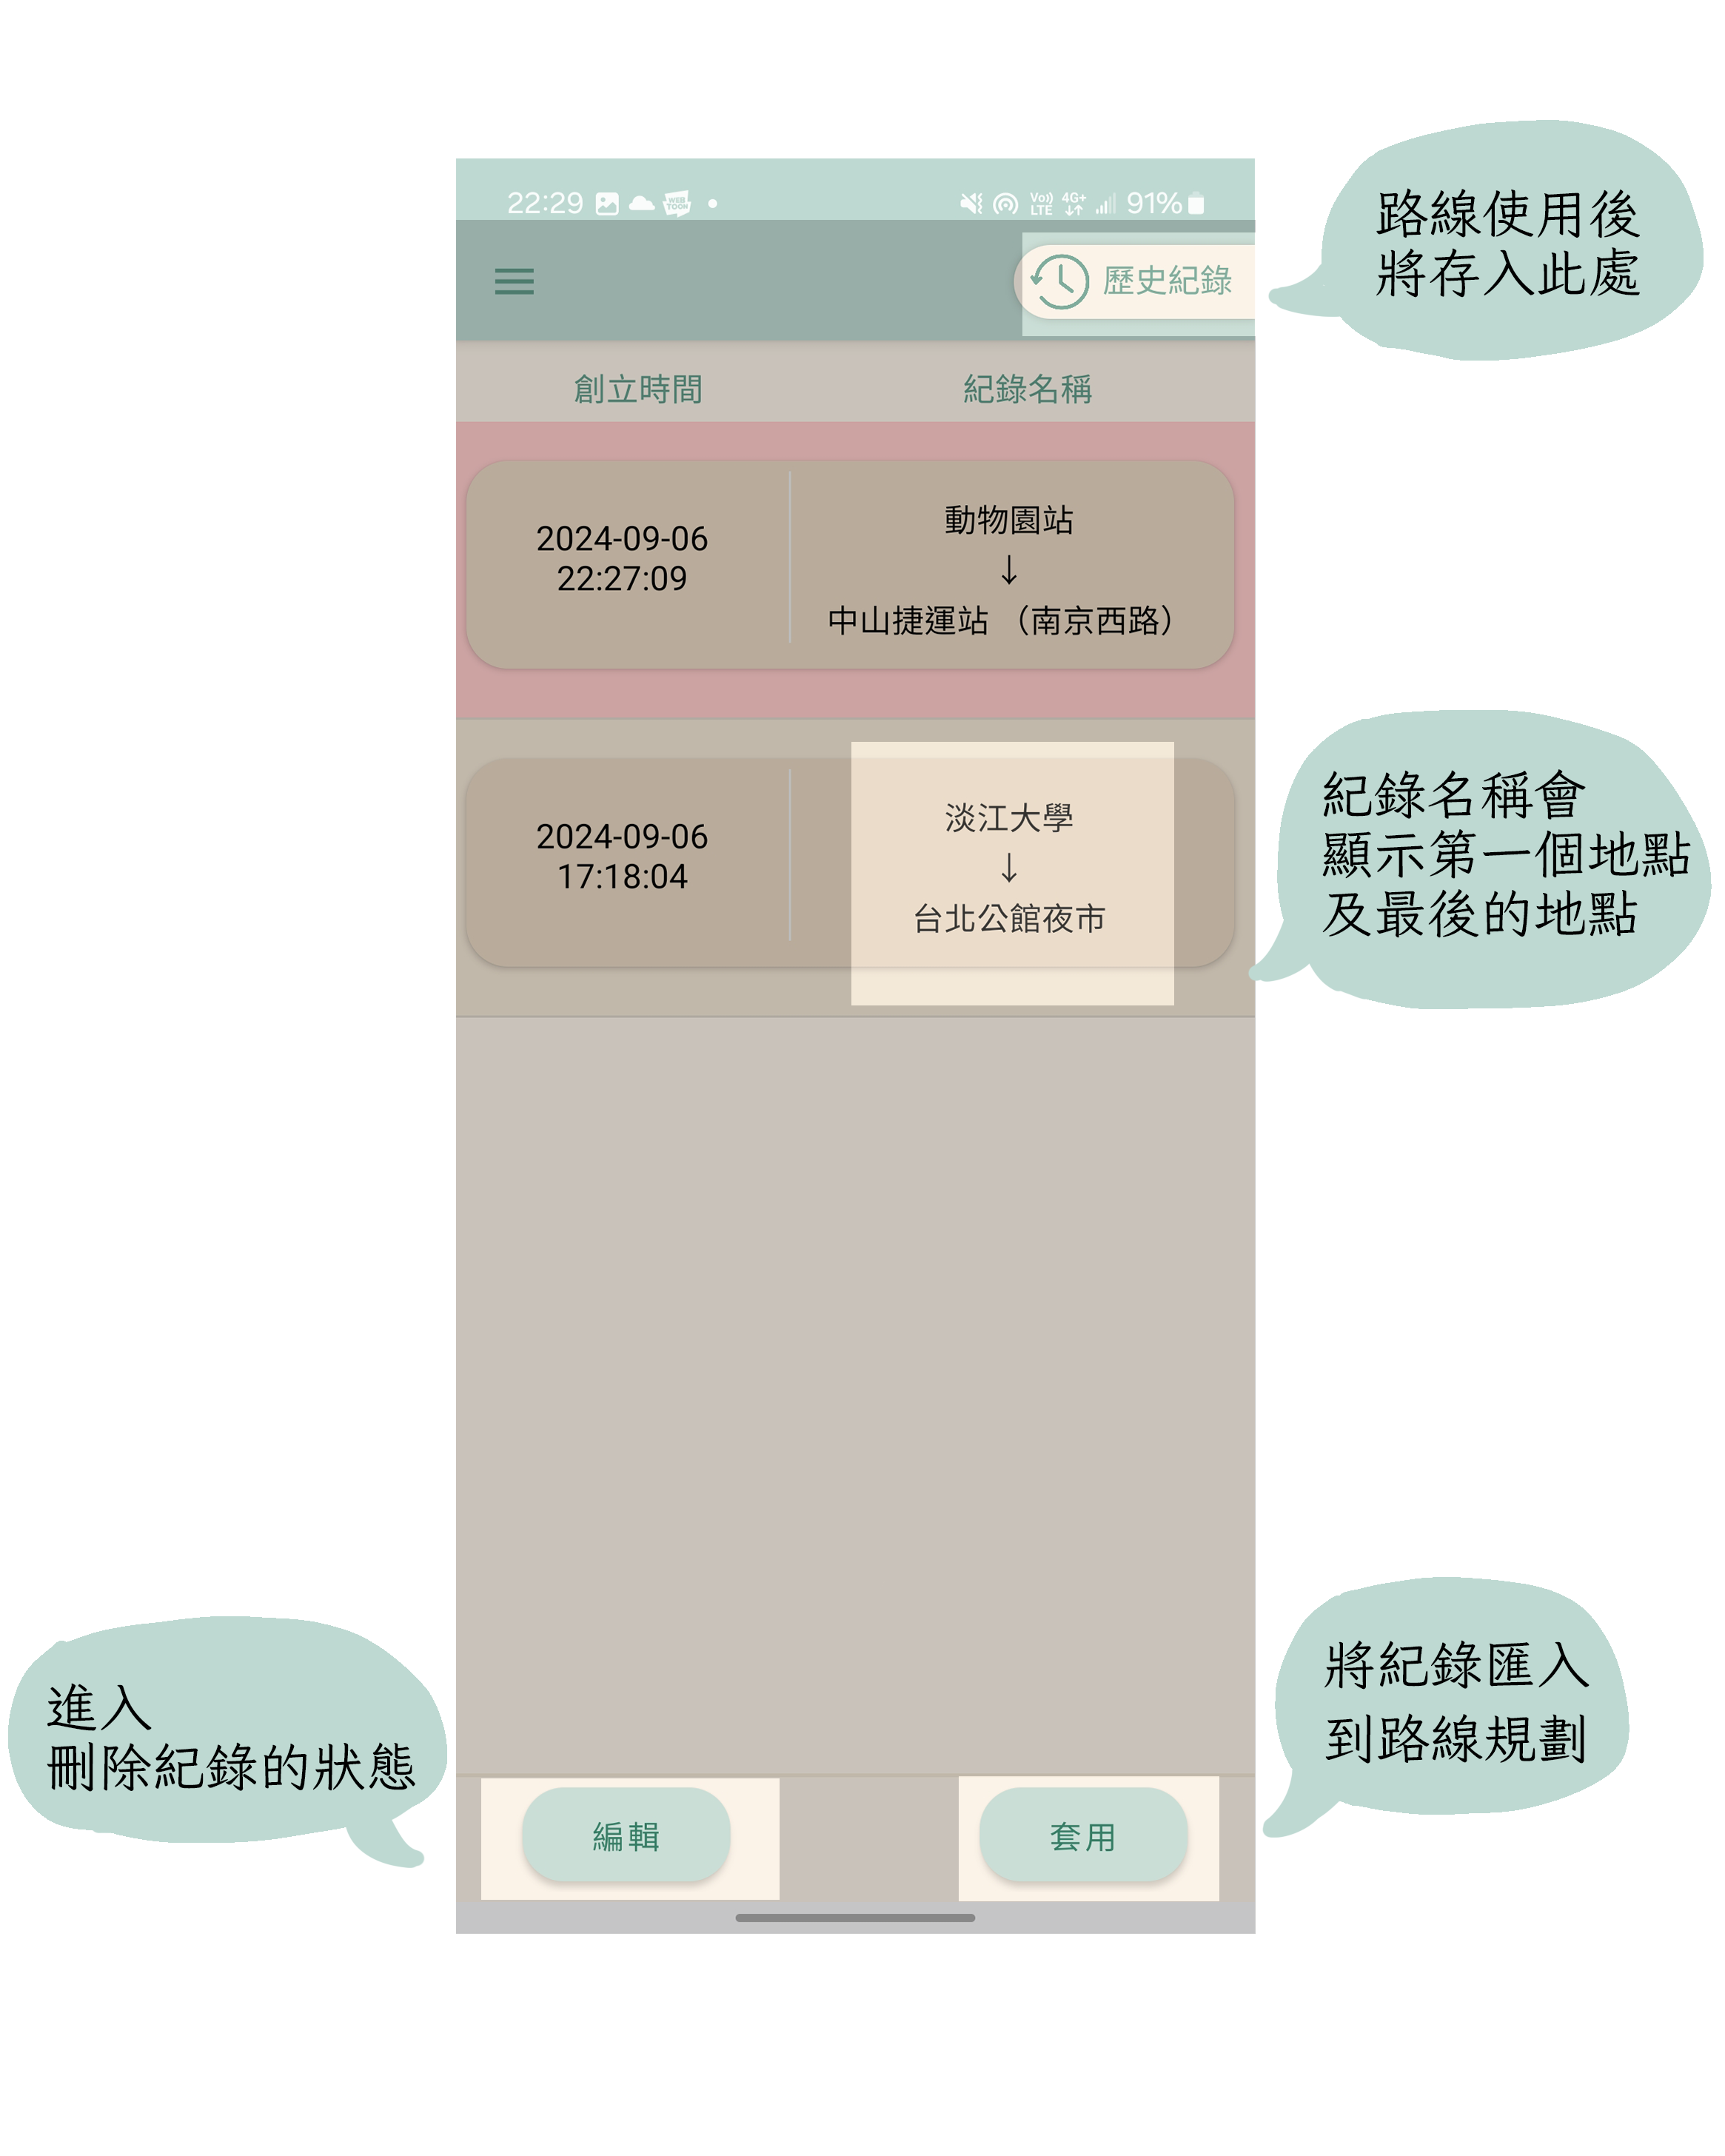 22:29
WEB
TOON
Vo))
LTE
4G+
91%
歷史紀錄
路線使用後
將存入此處
創立時間
紀錄名稱
2024-09-06
22:27:09
動物園站
↓
中山捷運站 （南京西路）
2024-09-06
17:18:04
淡江大學
↓
台北公館夜市
紀錄名稱會
顯示第一個地點
及最後的地點
進入
刪除紀錄的狀態
將紀錄匯入
到路線規劃
編輯
套用